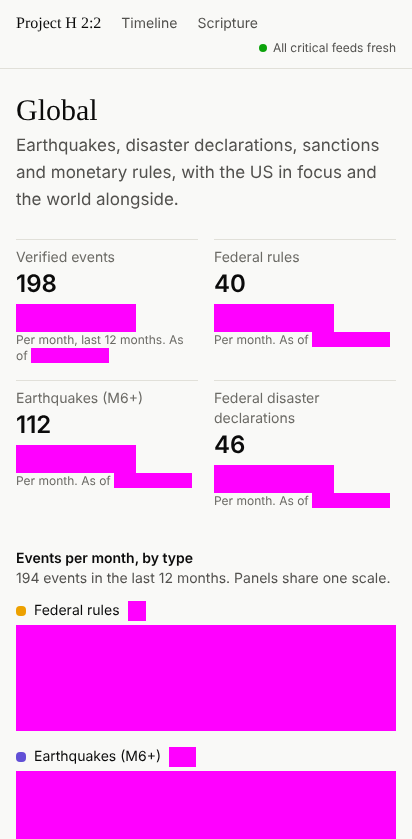 Project H 2:2 Timeline Scripture
All critical feeds fresh
Global
Earthquakes, disaster declarations, sanctions
and monetary rules, with the US in focus and
the world alongside.
Verified events
198
Per month, last 12 months. As
of
Federal rules
40
Per month. As of
Earthquakes (M6+)
112
Per month. As of
Federal disaster
declarations
46
Per month. As of
Events per month, by type
194 events in the last 12 months. Panels share one scale.
Federal rules
Earthquakes (M6+)